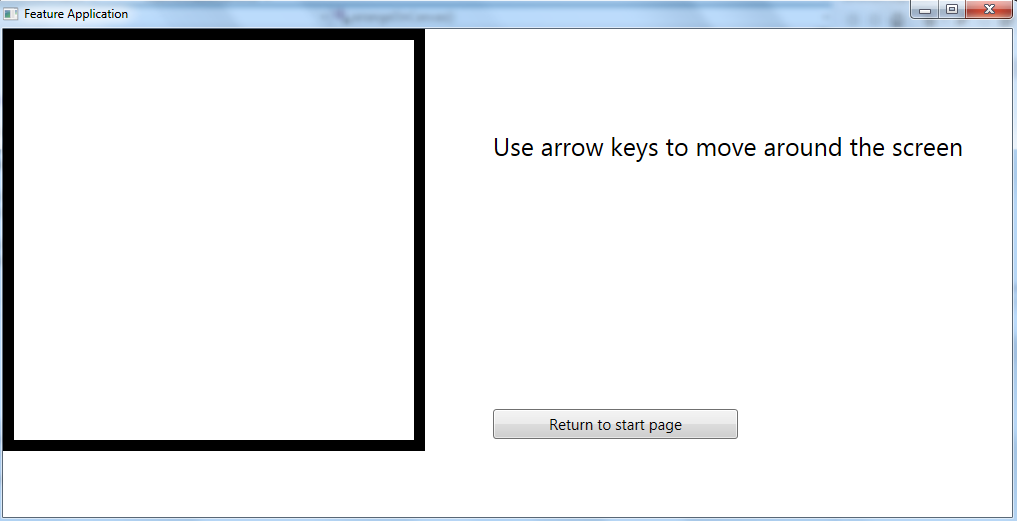 Feature Application
Use arrow keys to move around the screen
Return to start page